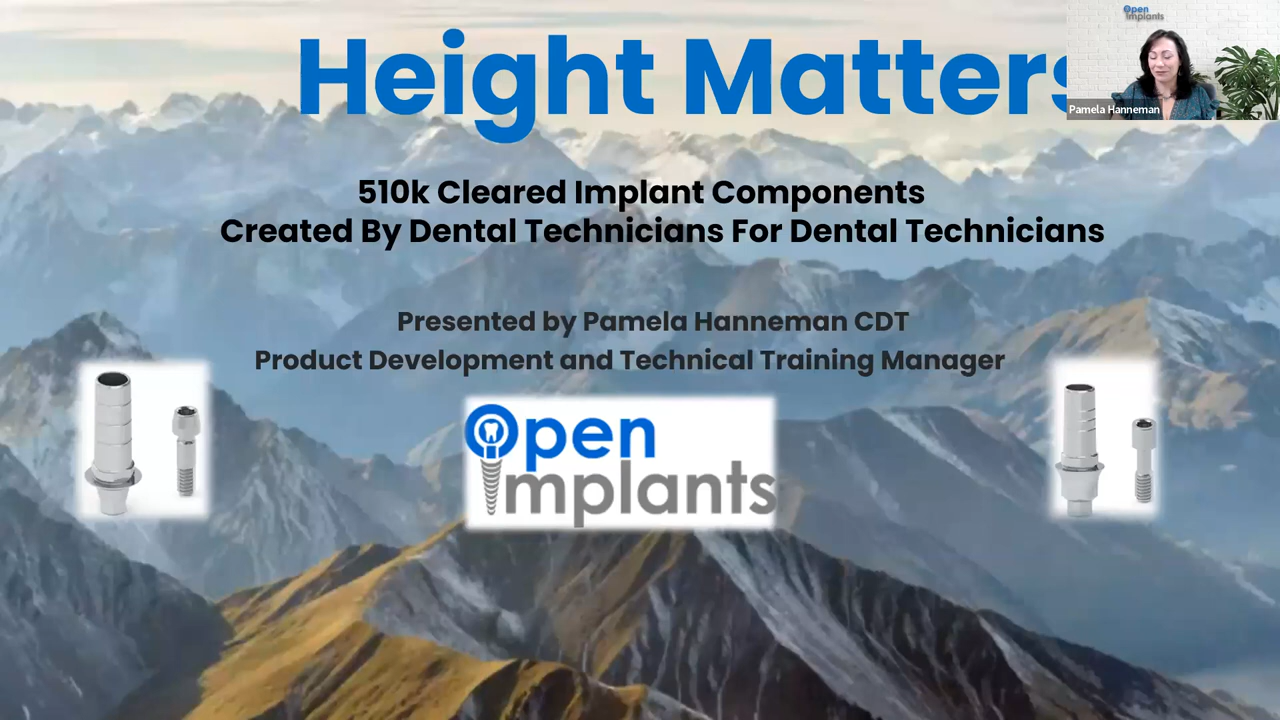 Height Matters
Open
Implants
Pamela Hanneman
510k Cleared Implant Components
Created By Dental Technicians For Dental Technicians
Presented by Pamela Hanneman CDT
Product Development and Technical Training Manager
Open
Implants